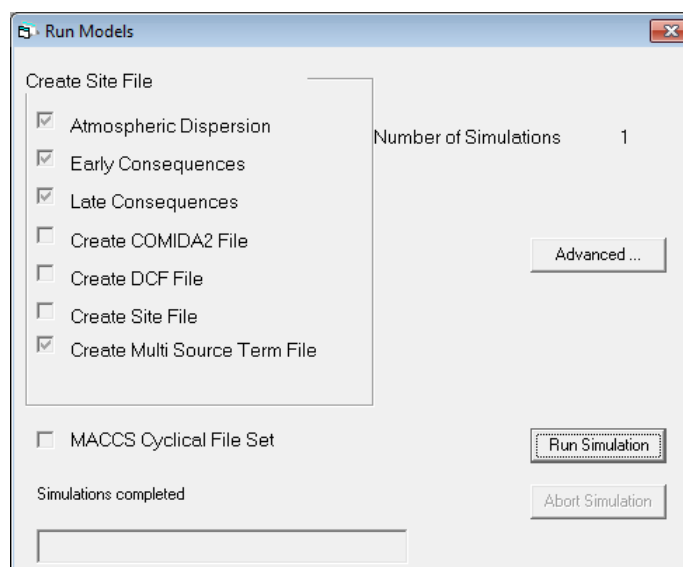 Run Models
Create Site File
Atmospheric Dispersion
Number of Simulations 1
Early Consequences
Late Consequences
Create COMIDA2 File
Advanced ...
Create DCF File
Create Site File
Create Multi Source Term File
MACCS Cyclical File Set
Run Simulation
Simulations completed
Abort Simulation